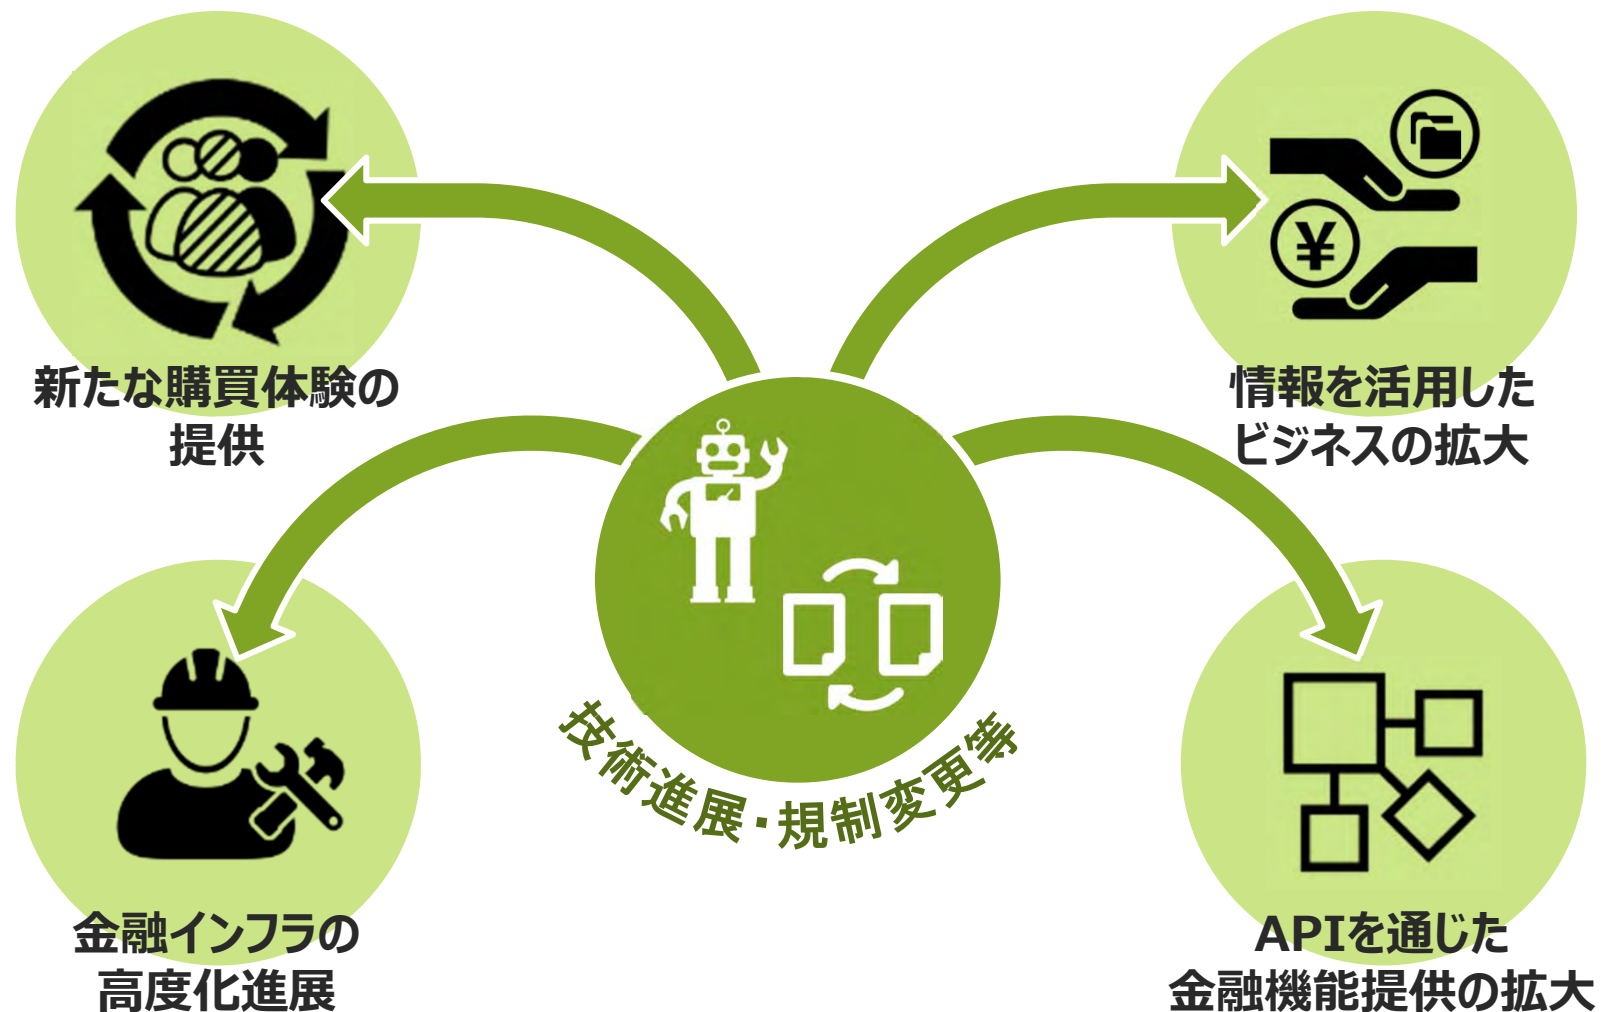 新たな購買体験の
提供
情報を活用した
ビジネスの拡大
技術進展・規制変更等
金融インフラの
高度化進展
APIを通じた
金融機能提供の拡大
¥